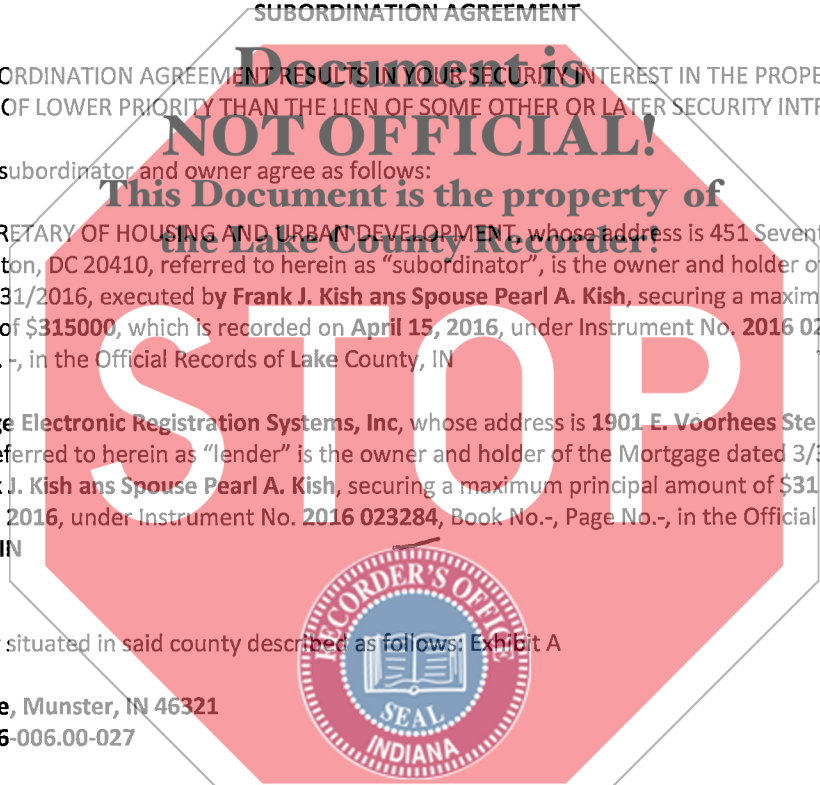 SUBORDINATION AGREEMENT
Document is
ORDINATION AGREEMENT RESULTS IN YOUR SECURITY INTEREST IN THE PROPE
OF LOWER PRIORITY THAN THE LIEN OF SOME OTHER OR LATER SECURITY INTR
NOT OFFICIAL!
subordinator and owner agree as follows:
This Document is the property of
RETARY OF HOUSING AND URBAN DEVELOPMENT, whose address is 451 Sevent
the Lake County Recorder!
ton, DC 20410, referred to herein as “subordinator”, is the owner and holder o
31/2016, executed by Frank J. Kish ans Spouse Pearl A. Kish, securing a maxim
of $315000, which is recorded on April 15, 2016, under Instrument No. 2016 02
. -, in the Official Records of Lake County, IN
STOP
ge Electronic Registration Systems, Inc, whose address is 1901 E. Voorhees Ste
eferred to herein as “lender” is the owner and holder of the Mortgage dated 3/3
k J. Kish ans Spouse Pearl A. Kish, securing a maximum principal amount of $31
2016, under Instrument No. 2016 023284, Book No.-, Page No.-, in the Official
IN
RECORDER'S OFFICE
situated in said county described as follows: Exhibit A
SEAL
e, Munster, IN 46321
6-006.00-027
INDIANA